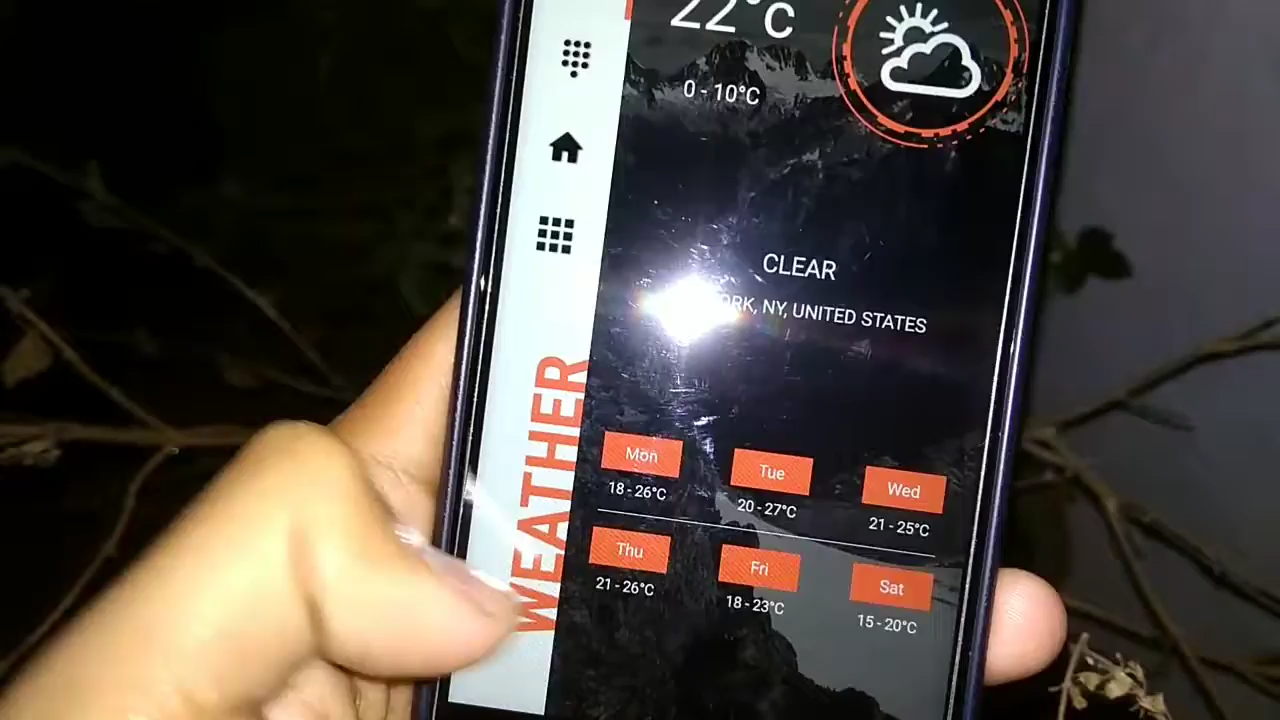 22°C
0 - 10°C
CLEAR
NY, UNITED STATES
WEATHER
Mon
Tue
Wed
18 - 26°C
20 - 27°C
21 - 25°C
Thu
Fri
Sat
21 - 26°C
18 - 23°C
15 - 20°C